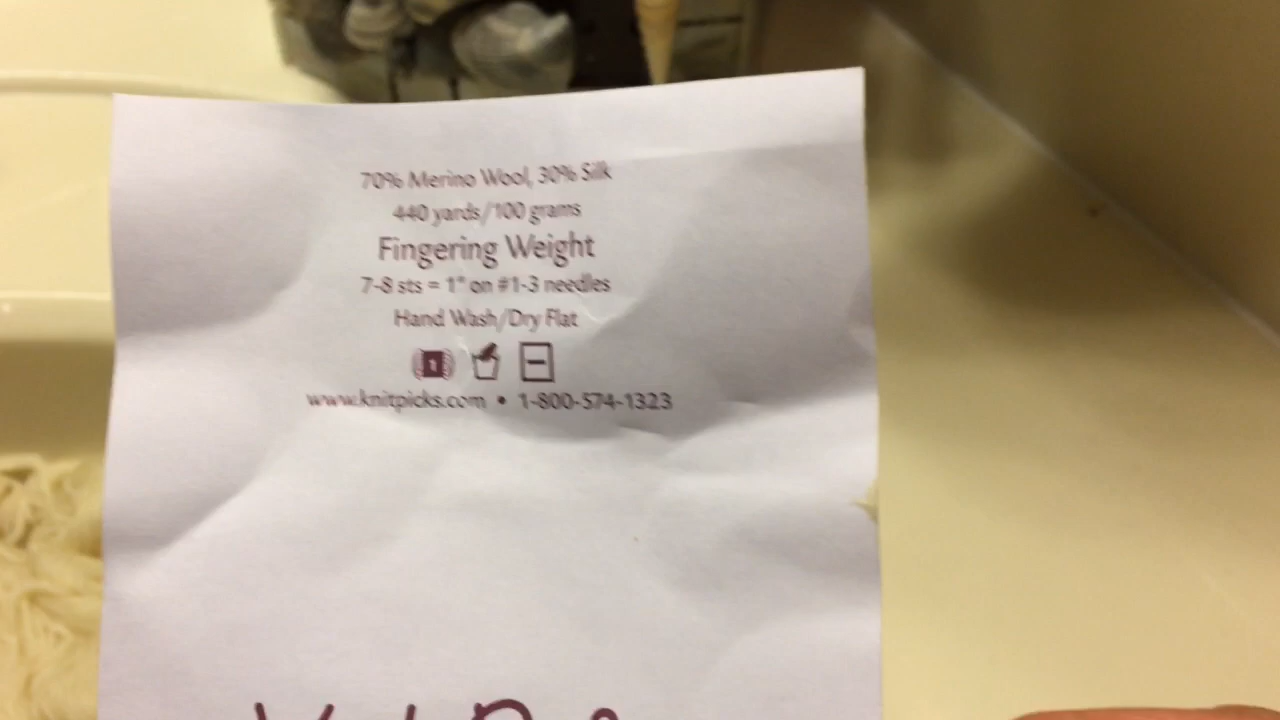 70% Merino Wool, 30% Silk
440 yards/100 grams
Fingering Weight
7-8 sts = 1" on #1-3 needles
Hand Wash/Dry Flat
1
www.knitpicks.com • 1-800-574-1323